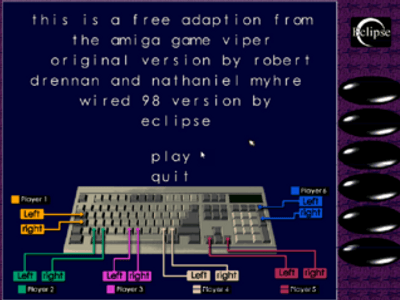 this is a free adaption from
the amiga game viper
original version by robert
drennan and nathaniel myhre
wired 98 version by
eclipse
play
quit
Eclipse
Player 1
Left
right
Player 6
Left
right
Left right
Left right
Left right
Left right
Player 2
Player 3
Player 4
Player 5